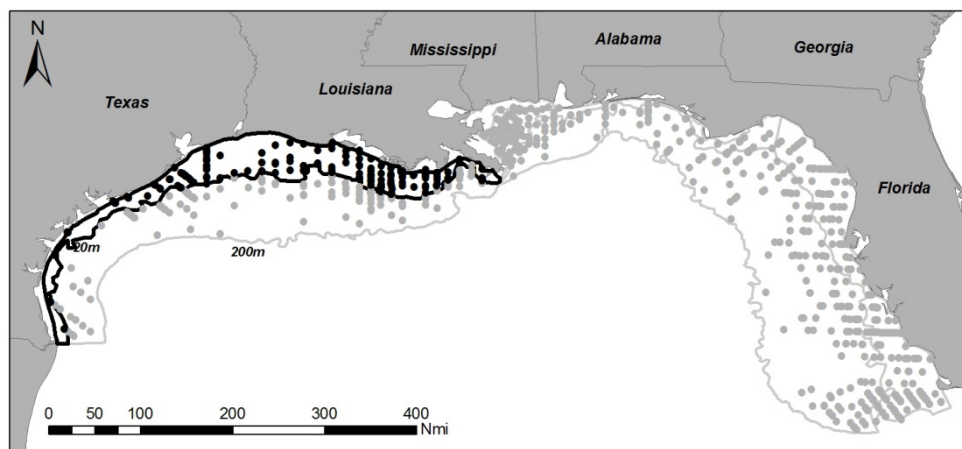 N
Mississippi
Alabama
Georgia
Texas
Louisiana
Florida
20m
200m
0 50 100 200 300 400
Nmi